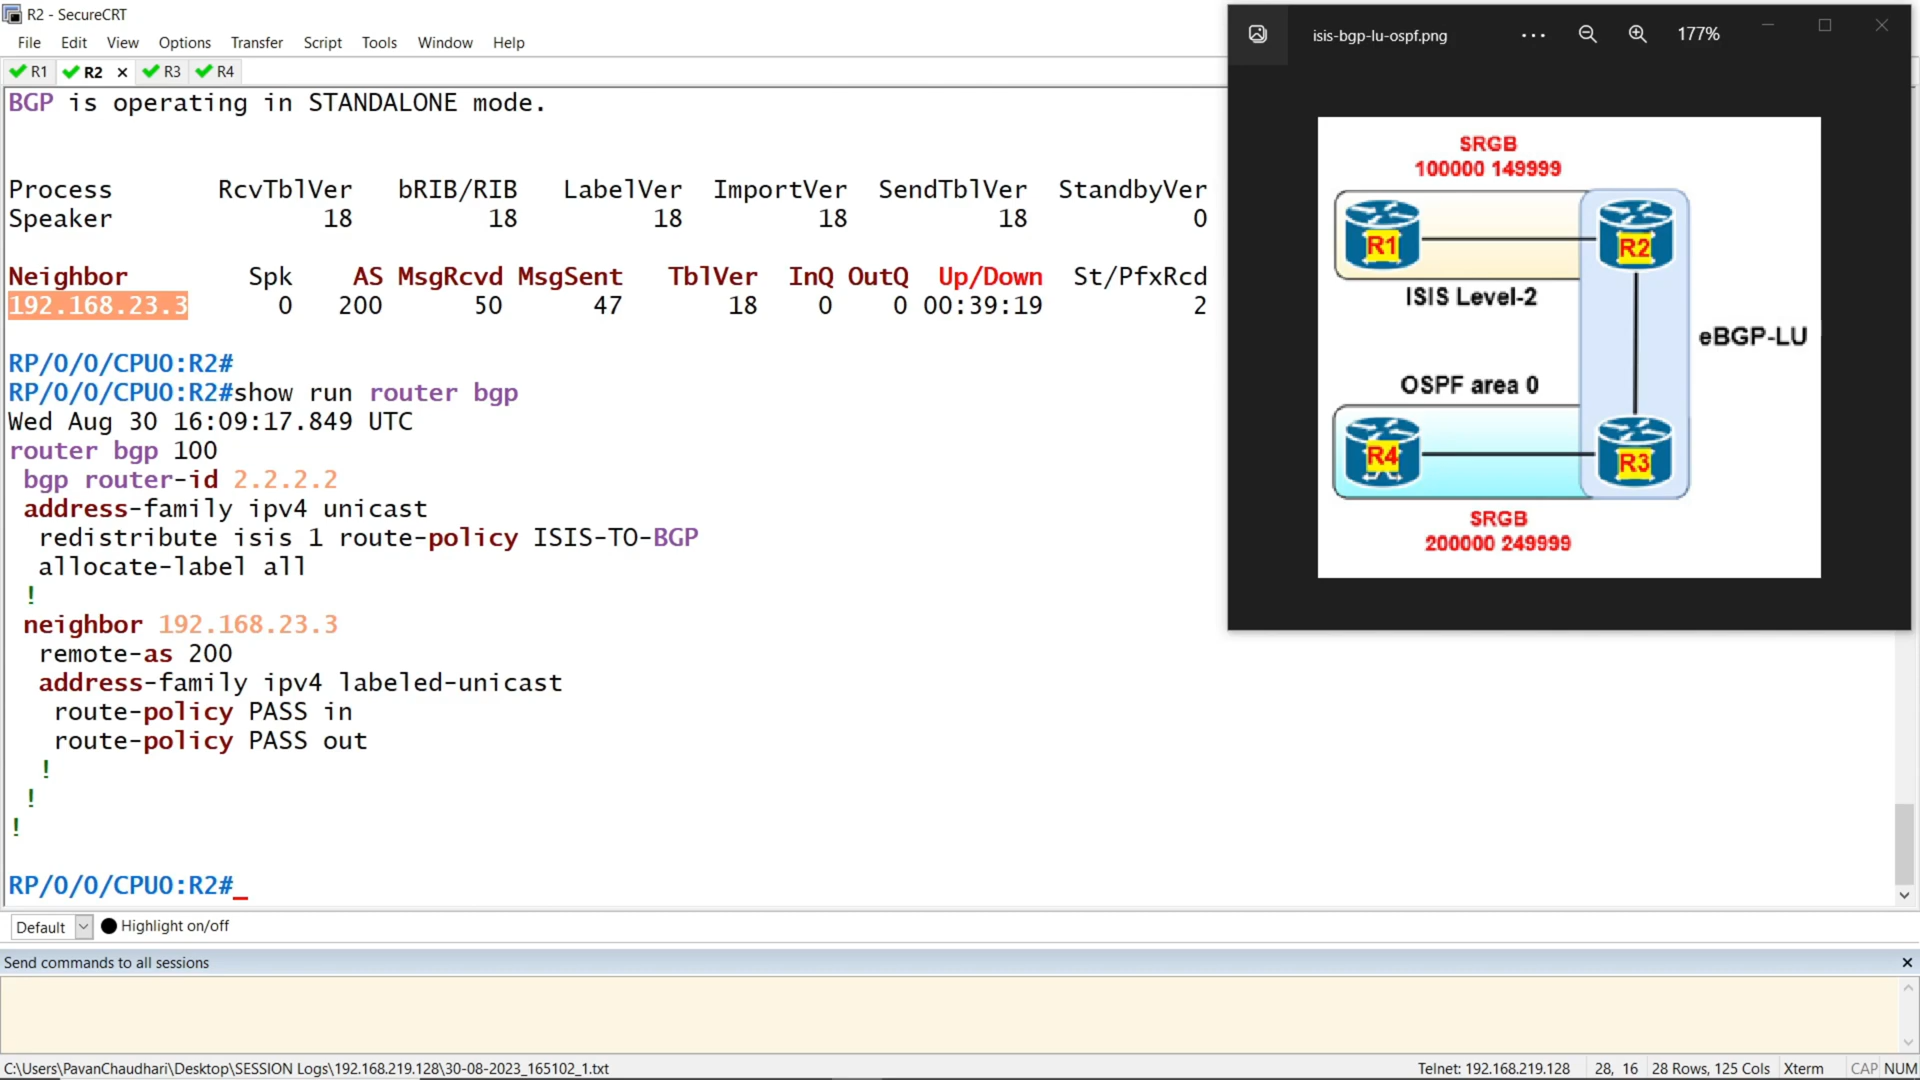 R2 - SecureCRT
File Edit View Options Transfer Script Tools Window Help
R1 R2 × R3 R4
BGP is operating in STANDALONE mode.
Process RcvTblVer bRIB/RIB LabelVer ImportVer SendTblVer StandbyVer
Speaker 18 18 18 18 18 0
Neighbor Spk AS MsgRcvd MsgSent TblVer InQ OutQ Up/Down St/PfxRcd
192.168.23.3 0 200 50 47 18 0 0 00:39:19 2
RP/0/0/CPU0:R2#
RP/0/0/CPU0:R2#show run router bgp
Wed Aug 30 16:09:17.849 UTC
router bgp 100
bgp router-id 2.2.2.2
address-family ipv4 unicast
redistribute isis 1 route-policy ISIS-TO-BGP
allocate-label all
!
neighbor 192.168.23.3
remote-as 200
address-family ipv4 labeled-unicast
route-policy PASS in
route-policy PASS out
!
!
!
RP/0/0/CPU0:R2#_
isis-bgp-lu-ospf.png ... 177%
SRGB
100000 149999
R1
R2
ISIS Level-2
eBGP-LU
OSPF area 0
R4
R3
SRGB
200000 249999
Default Highlight on/off
Send commands to all sessions ×
C:\Users\PavanChaudhari\Desktop\SESSION Logs\192.168.219.128\30-08-2023_165102_1.txt Telnet: 192.168.219.128 28, 16 28 Rows, 125 Cols Xterm CAP NUM